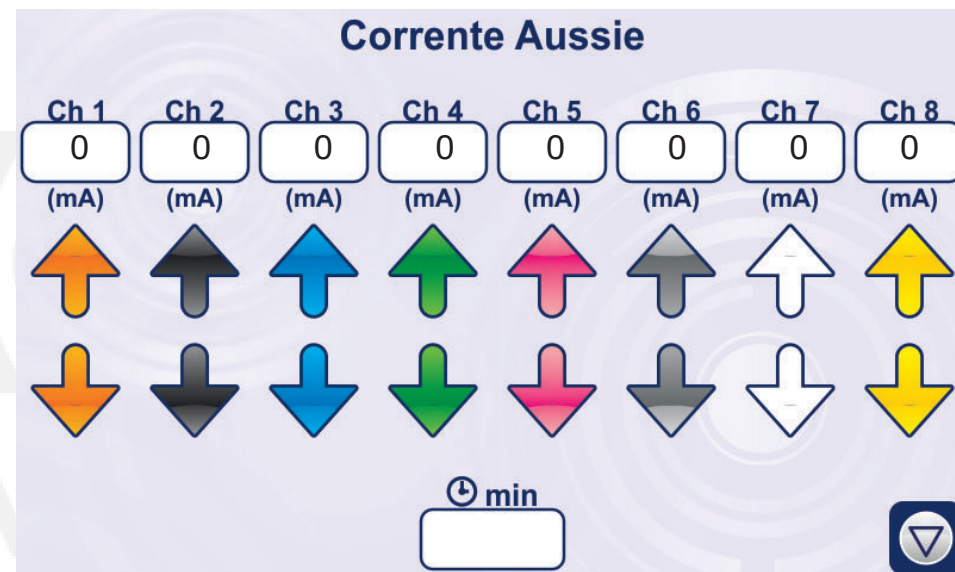 Corrente Aussie
Ch 1 Ch 2 Ch 3 Ch 4 Ch 5 Ch 6 Ch 7 Ch 8
0 0 0 0 0 0 0 0
(mA) (mA) (mA) (mA) (mA) (mA) (mA) (mA)
min